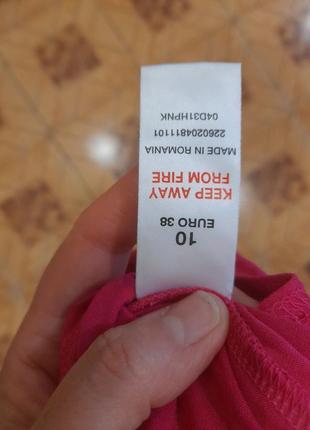 10
EURO 38
KEEP AWAY
FROM FIRE
MADE IN ROMANIA
2260204811101
04D31HPNK